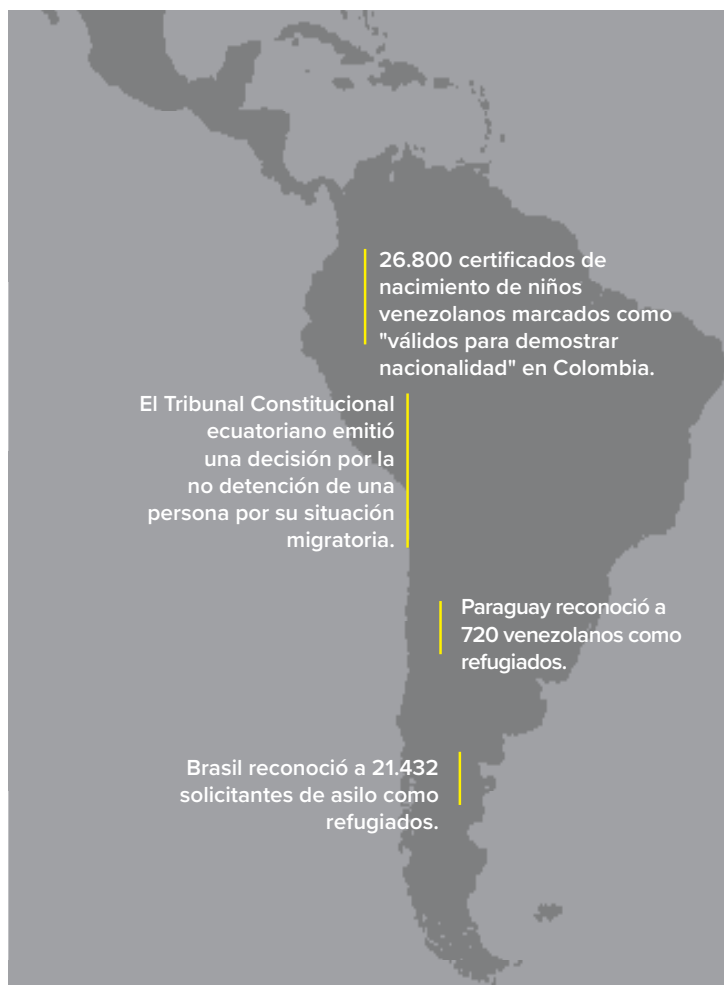 26.800 certificados de
nacimiento de niños
venezolanos marcados como
"válidos para demostrar
nacionalidad" en Colombia.
El Tribunal Constitucional
ecuatoriano emitió
una decisión por la
no detención de una
persona por su situación
migratoria.
Paraguay reconoció a
720 venezolanos como
refugiados.
Brasil reconoció a 21.432
solicitantes de asilo como
refugiados.